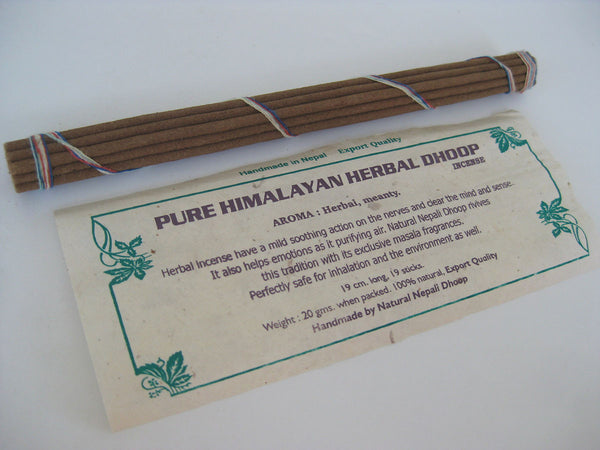 Handmade in Nepal Export Quality
PURE HIMALAYAN HERBAL DHOOP
INCENSE
AROMA : Herbal, meanty,
Herbal incense have a mild soothing action on the nerves and clear the mind and sense.
It also helps emotions as it purifying air. Natural Nepali Dhoop rivives
this tradition with its exclusive masala fragrances.
Perfectly safe for inhalation and the environment as well.
19 cm. long, 19 sticks.
Weight : 20 gms. when packed. 100% natural, Export Quality
Handmade by Natural Nepali Dhoop